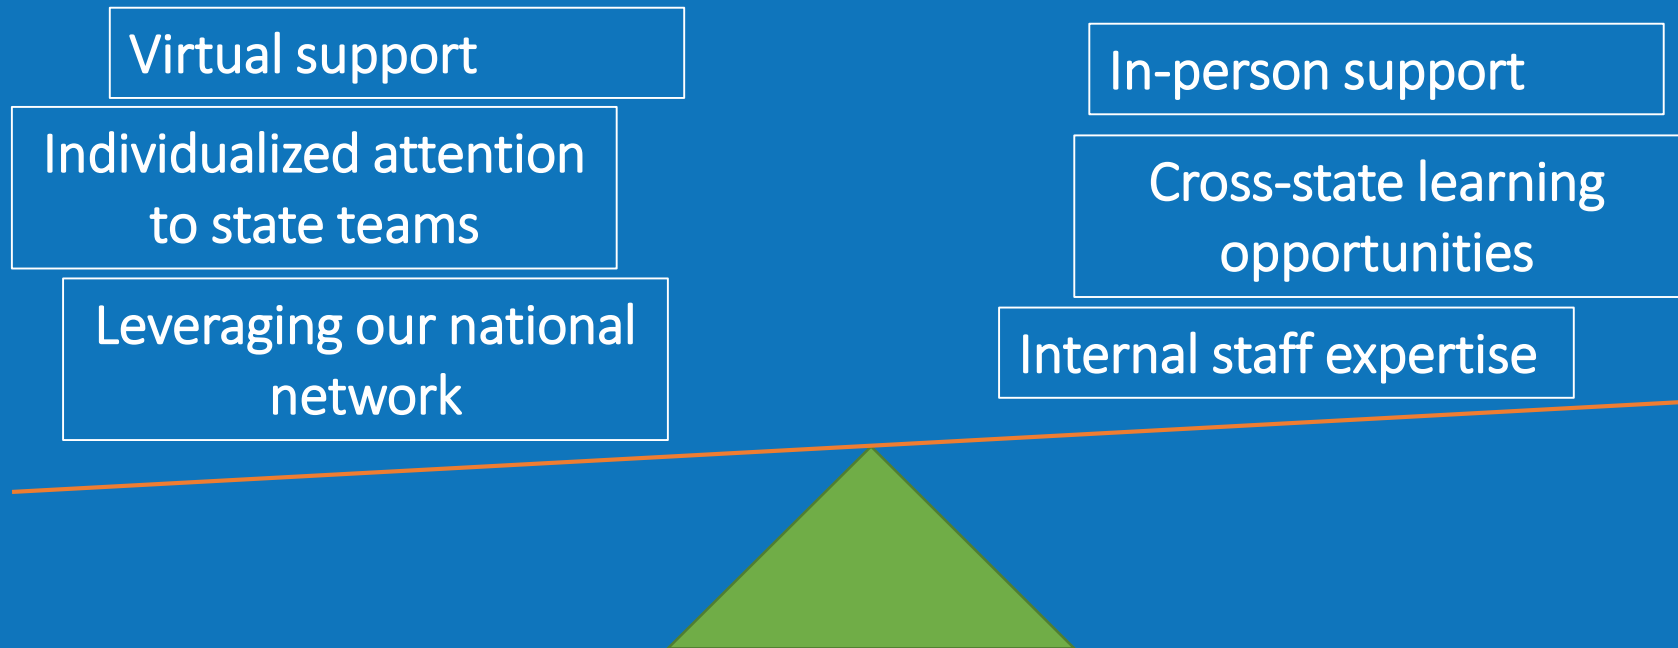 Virtual support
Individualized attention
to state teams
Leveraging our national
network
In-person support
Cross-state learning
opportunities
Internal staff expertise